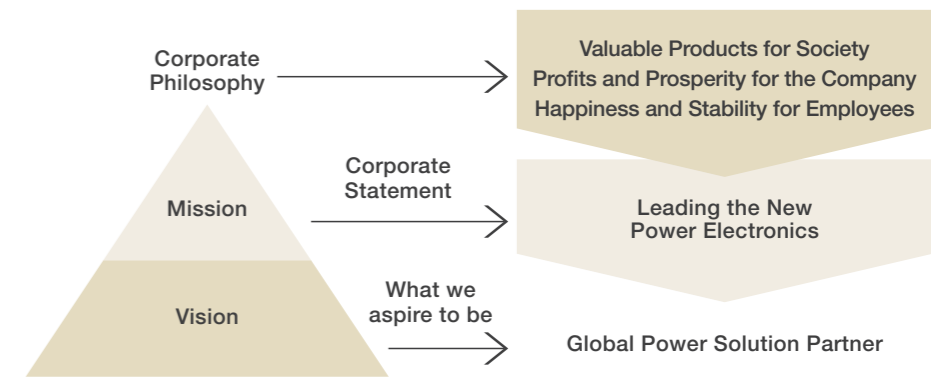 Corporate
Philosophy
Valuable Products for Society
Profits and Prosperity for the Company
Happiness and Stability for Employees
Mission
Corporate
Statement
Leading the New
Power Electronics
Vision
What we
aspire to be
Global Power Solution Partner